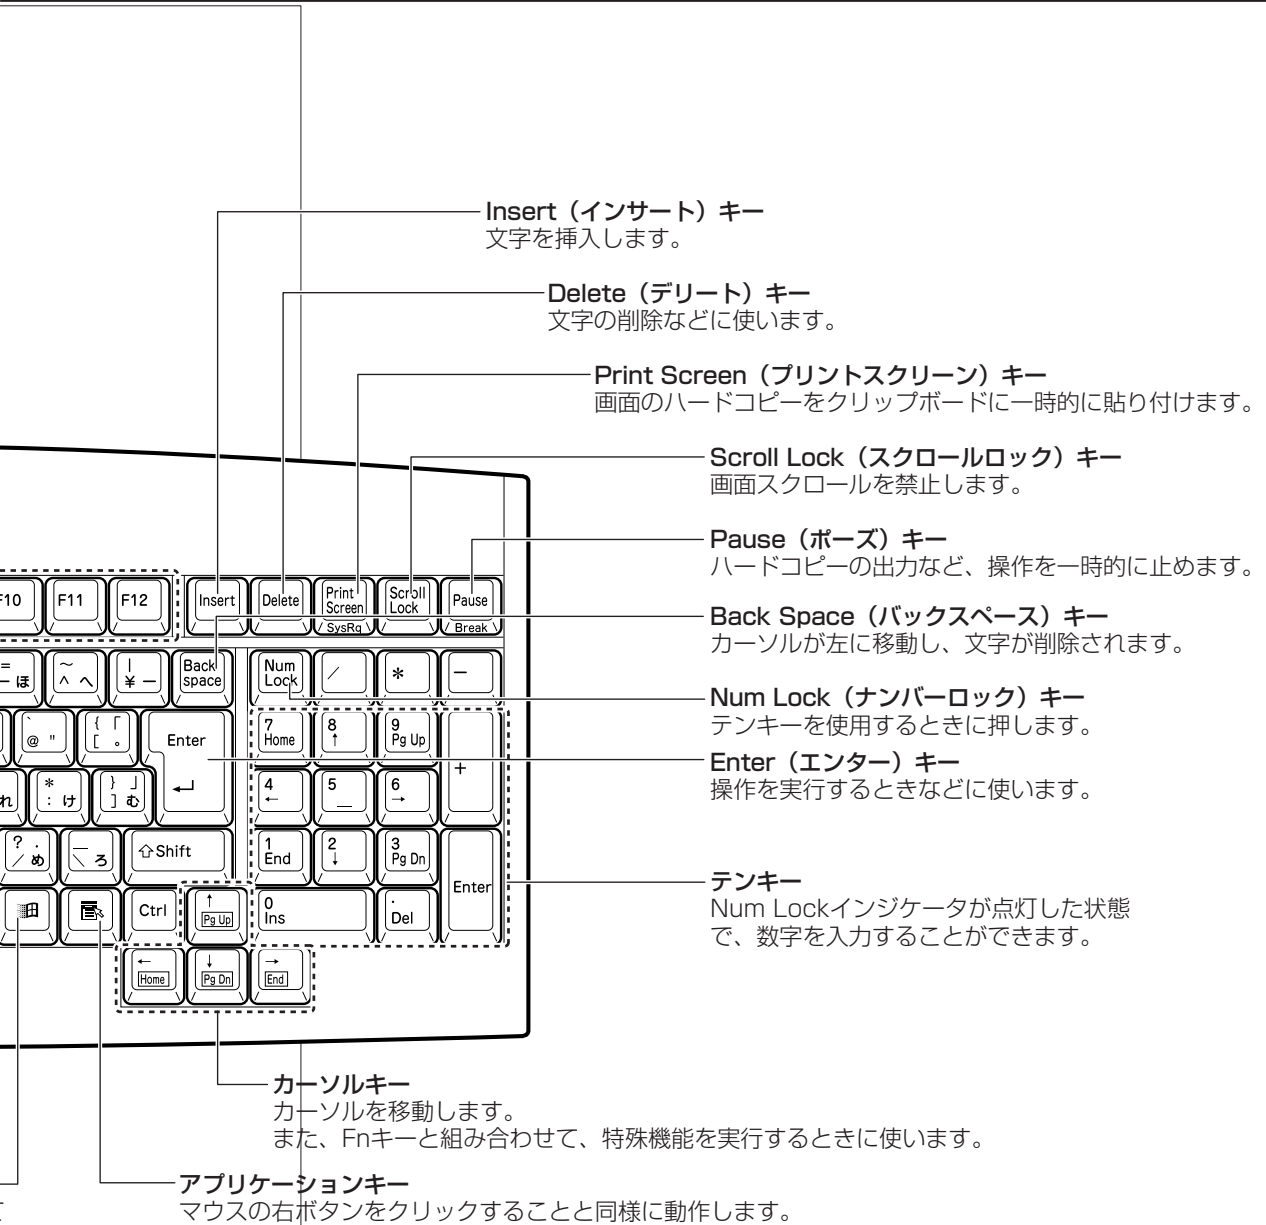 Insert（インサート）キー
文字を挿入します。
Delete（デリート）キー
文字の削除などに使います。
Print Screen（プリントスクリーン）キー
画面のハードコピーをクリップボードに一時的に貼り付けます。
Scroll Lock（スクロールロック）キー
画面スクロールを禁止します。
Pause（ポーズ）キー
ハードコピーの出力など、操作を一時的に止めます。
Back Space（バックスペース）キー
カーソルが左に移動し、文字が削除されます。
Num Lock（ナンバーロック）キー
テンキーを使用するときに押します。
Enter（エンター）キー
操作を実行するときなどに使います。
テンキー
Num Lockインジケータが点灯した状態
で、数字を入力することができます。
F10 F11 F12 Insert Delete Print Scroll Pause
Screen Lock
SysRq Break
= ~ | Back Num / * －
－ ほ ^ へ ¥ － space Lock
` { 「 Enter 7 8 9
@ " [ 。 Home ↑ Pg Up
+
* } 」 4 5 6
れ : け ] む ↵ ← _ →
? ・ _ ⇧Shift 1 2 3
/ め \ ろ End ↓ Pg Dn
Enter
Ctrl ↑ 0 .
Pg Up Ins Del
← ↓ →
Home Pg Dn End
カーソルキー
カーソルを移動します。
また、Fnキーと組み合わせて、特殊機能を実行するときに使います。
アプリケーションキー
マウスの右ボタンをクリックすることと同様に動作します。